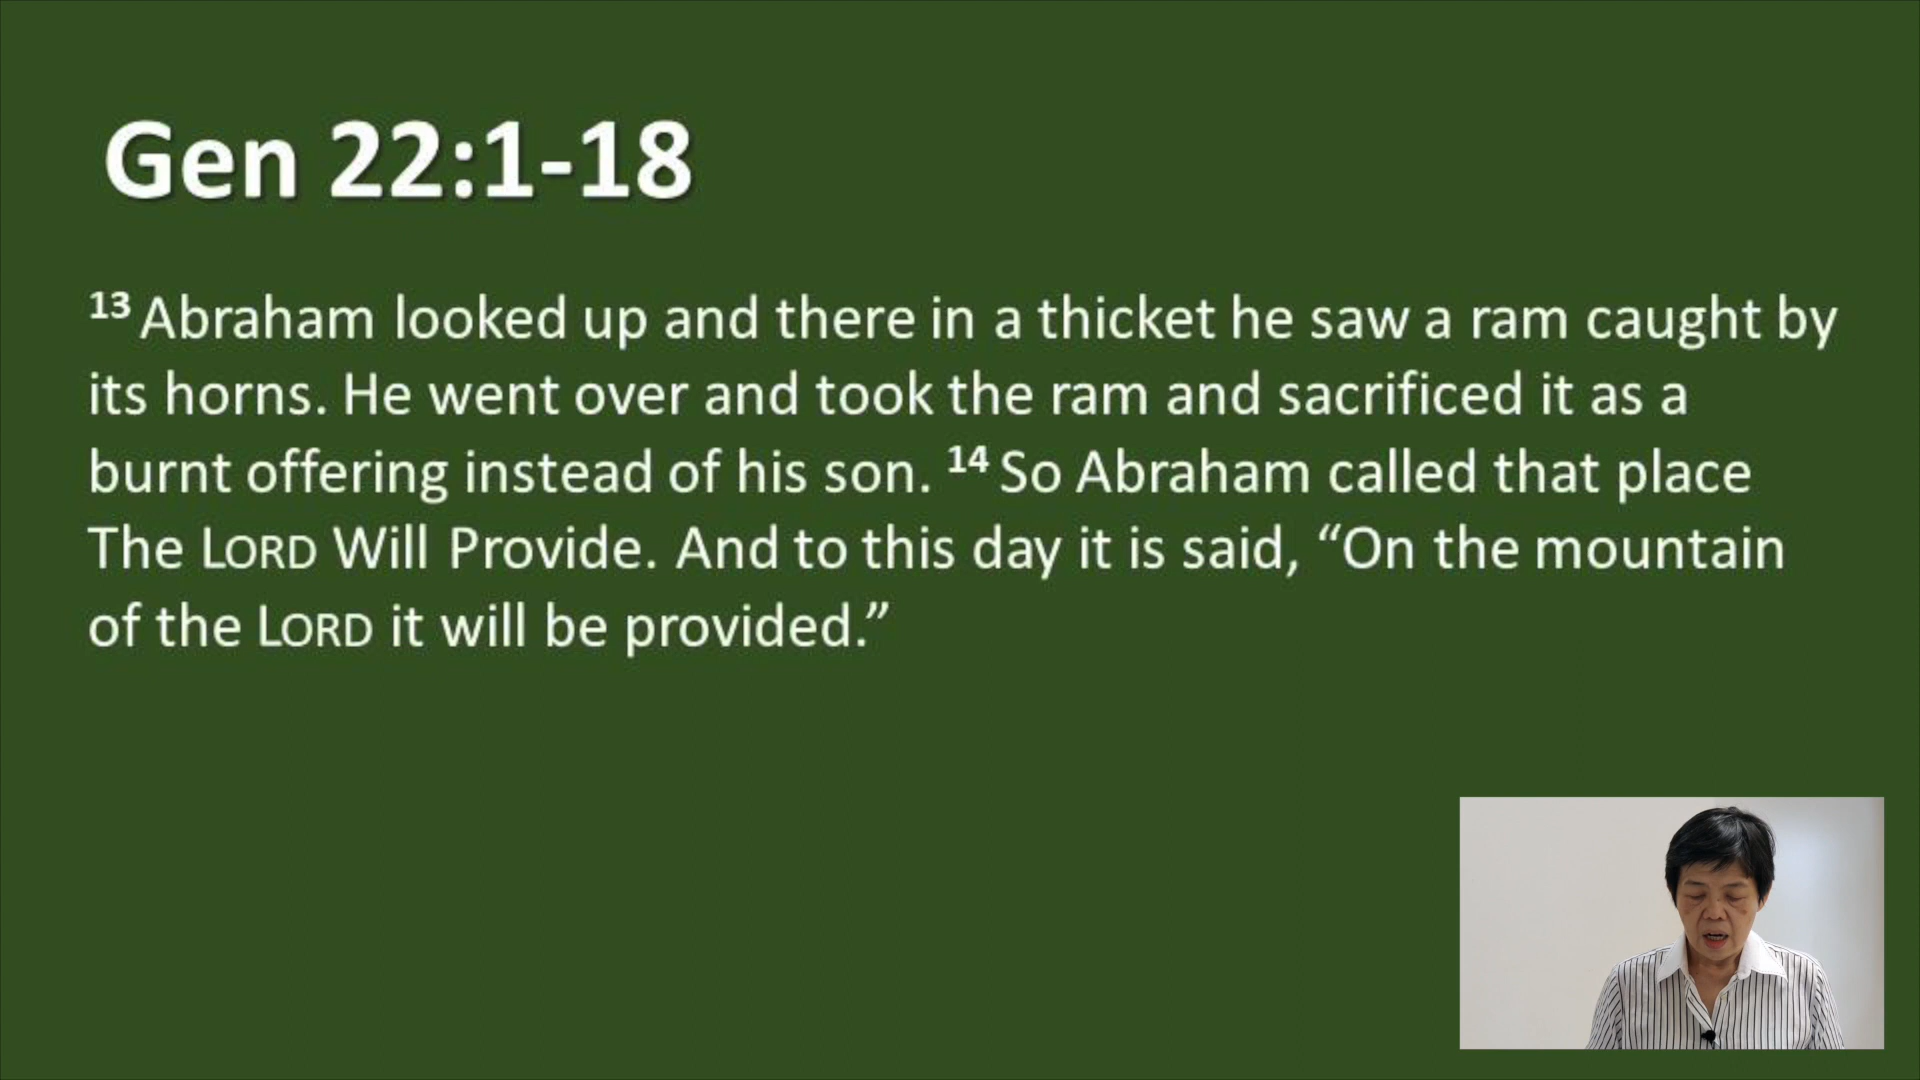 Gen 22:1-18
13 Abraham looked up and there in a thicket he saw a ram caught by
its horns. He went over and took the ram and sacrificed it as a
burnt offering instead of his son. 14 So Abraham called that place
The LORD Will Provide. And to this day it is said, “On the mountain
of the LORD it will be provided.”